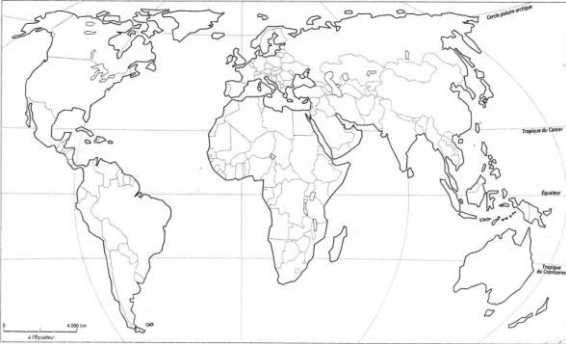 Cercle polaire arctique
Tropique du Cancer
Équateur
Tropique
du Capricorne
0 4 000 km
à l'Équateur